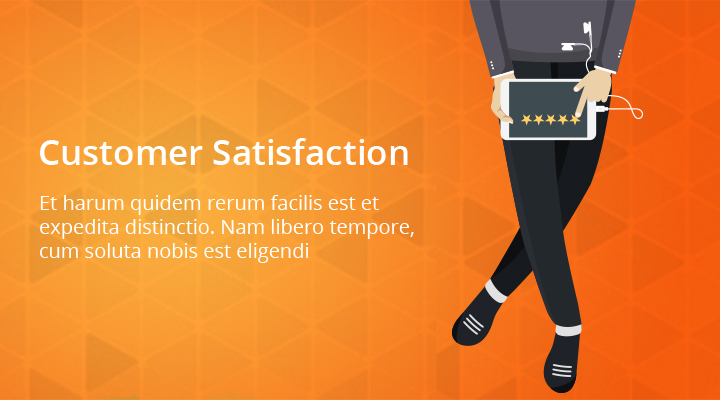 Customer Satisfaction
Et harum quidem rerum facilis est et
expedita distinctio. Nam libero tempore,
cum soluta nobis est eligendi